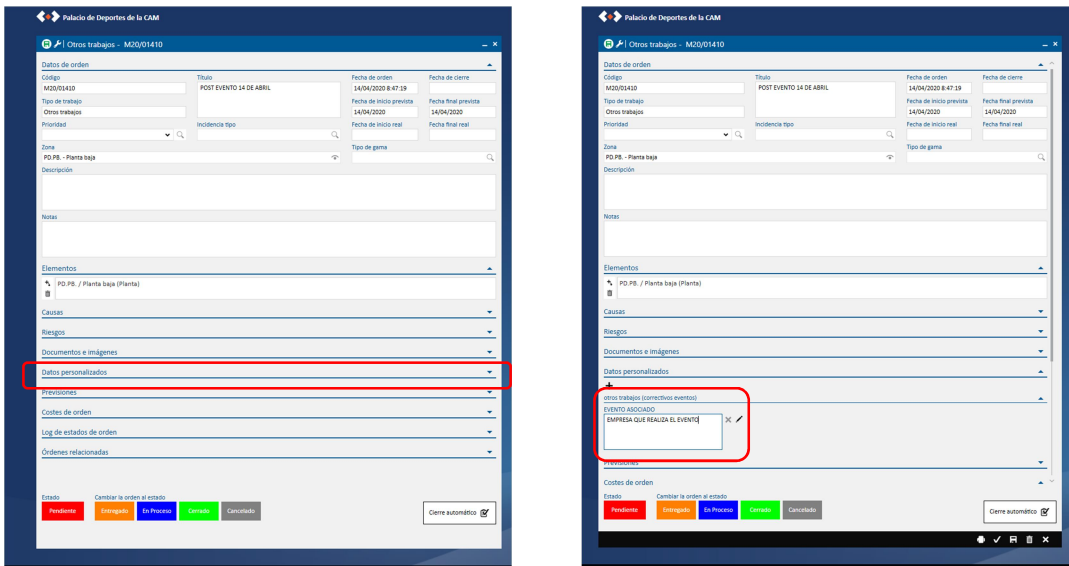 Palacio de Deportes de la CAM
Otros trabajos - M20/01410
Datos de orden
Código Título Fecha de orden Fecha de cierre
M20/01410 POST EVENTO 14 DE ABRIL 14/04/2020 8:47:19
Tipo de trabajo Fecha de inicio prevista Fecha final prevista
Otros trabajos 14/04/2020 14/04/2020
Prioridad Incidencia tipo Fecha de inicio real Fecha final real
Zona Tipo de gama
PD.PB. - Planta baja
Descripción
Notas
Elementos
PD.PB. / Planta baja (Planta)
Causas
Riesgos
Documentos e imágenes
Datos personalizados
Previsiones
Costes de orden
Log de estados de orden
Órdenes relacionadas
Estado Cambiar la orden al estado
Pendiente Entregado En Proceso Cerrado Cancelado Cierre automático
Palacio de Deportes de la CAM
Otros trabajos - M20/01410
Datos de orden
Código Título Fecha de orden Fecha de cierre
M20/01410 POST EVENTO 14 DE ABRIL 14/04/2020 8:47:19
Tipo de trabajo Fecha de inicio prevista Fecha final prevista
Otros trabajos 14/04/2020 14/04/2020
Prioridad Incidencia tipo Fecha de inicio real Fecha final real
Zona Tipo de gama
PD.PB. - Planta baja
Descripción
Notas
Elementos
PD.PB. / Planta baja (Planta)
Causas
Riesgos
Documentos e imágenes
Datos personalizados
otros trabajos (correctivos eventos)
EVENTO ASOCIADO
EMPRESA QUE REALIZA EL EVENTO
Previsiones
Costes de orden
Estado Cambiar la orden al estado
Pendiente Entregado En Proceso Cerrado Cancelado Cierre automático